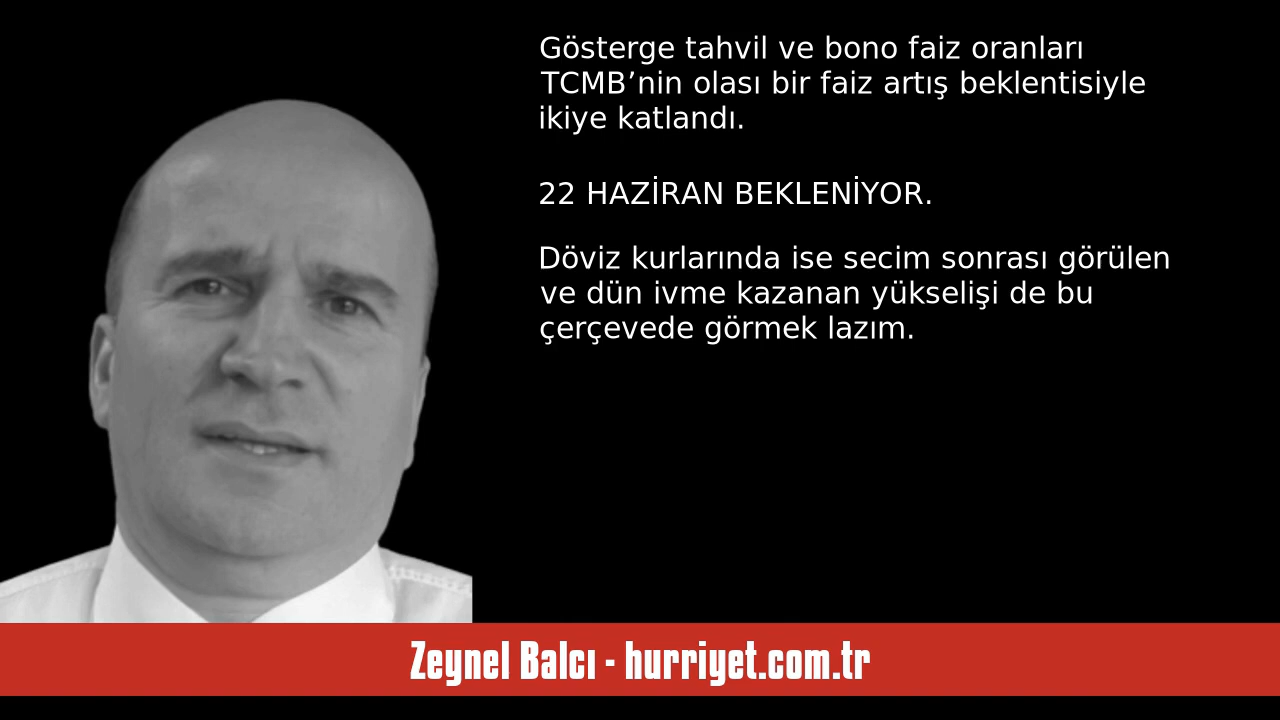 Gösterge tahvil ve bono faiz oranları
TCMB’nin olası bir faiz artış beklentisiyle
ikiye katlandı.
22 HAZİRAN BEKLENİYOR.
Döviz kurlarında ise secim sonrası görülen
ve dün ivme kazanan yükselişi de bu
çerçevede görmek lazım.
Zeynel Balcı - hurriyet.com.tr